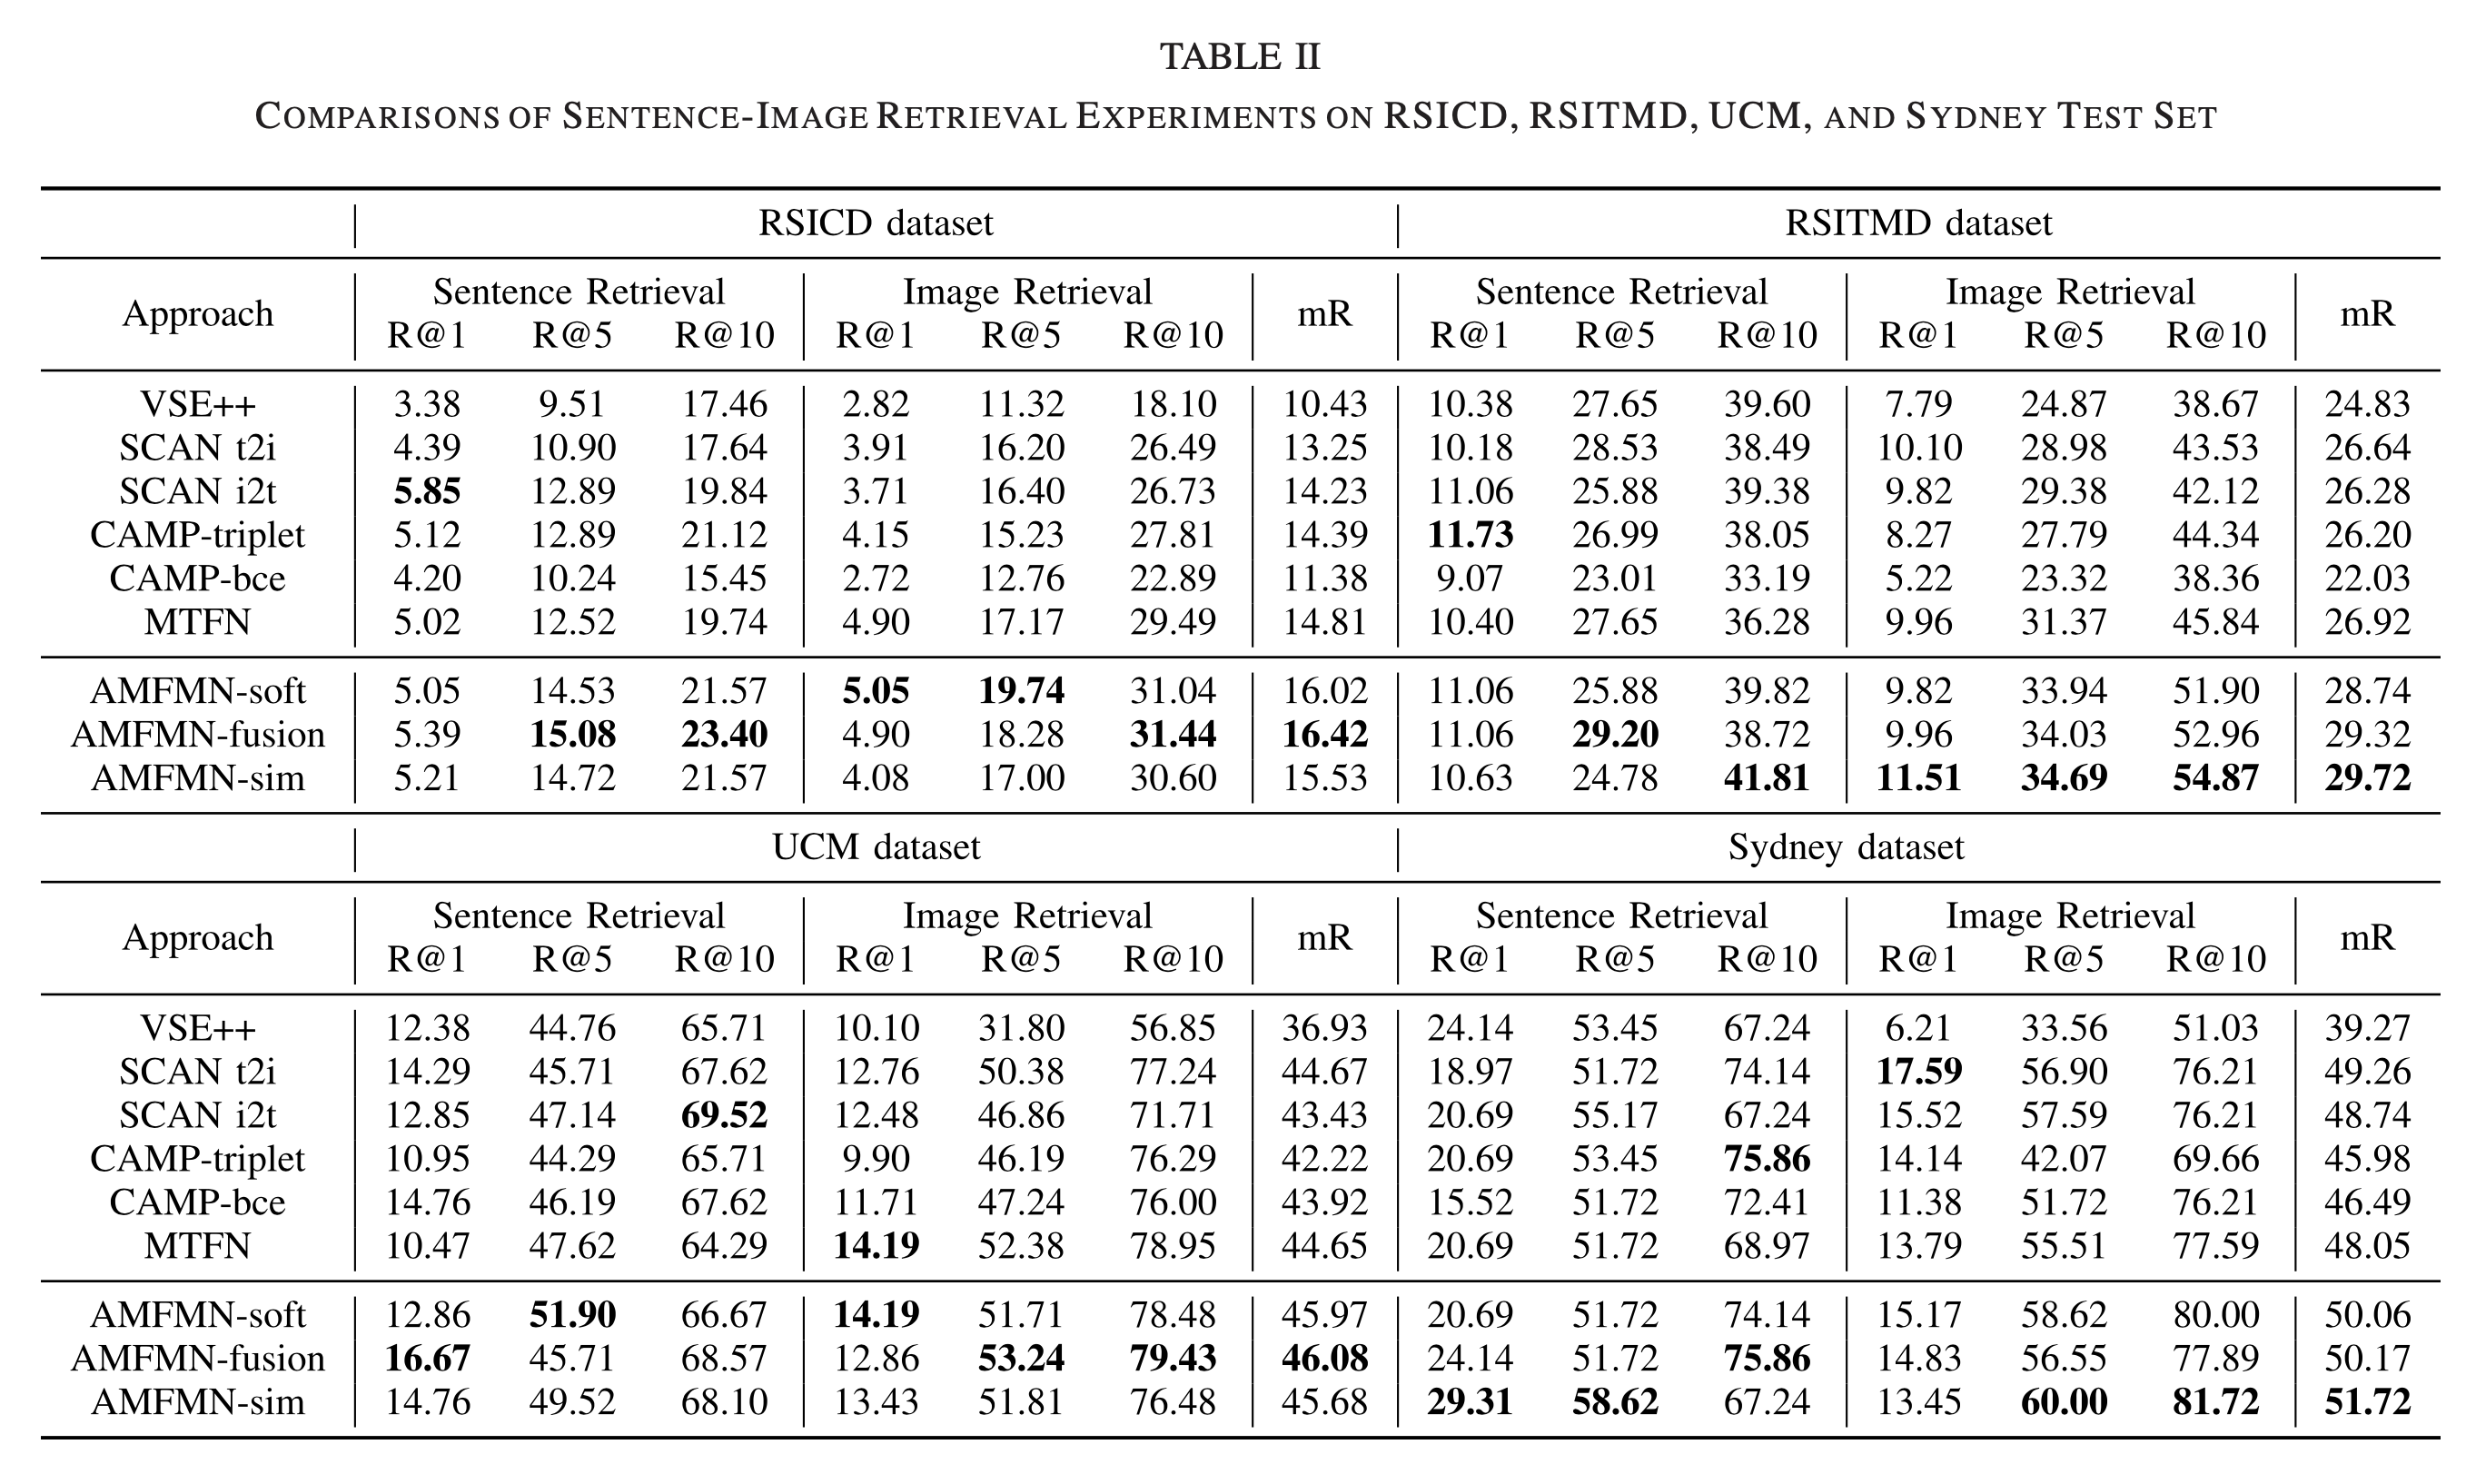 TABLE II
COMPARISONS OF SENTENCE-IMAGE RETRIEVAL EXPERIMENTS ON RSICD, RSITMD, UCM, AND SYDNEY TEST SET
RSICD dataset RSITMD dataset
Approach Sentence Retrieval Image Retrieval mR Sentence Retrieval Image Retrieval mR
R@1 R@5 R@10 R@1 R@5 R@10 R@1 R@5 R@10 R@1 R@5 R@10
VSE++ 3.38 9.51 17.46 2.82 11.32 18.10 10.43 10.38 27.65 39.60 7.79 24.87 38.67 24.83
SCAN t2i 4.39 10.90 17.64 3.91 16.20 26.49 13.25 10.18 28.53 38.49 10.10 28.98 43.53 26.64
SCAN i2t 5.85 12.89 19.84 3.71 16.40 26.73 14.23 11.06 25.88 39.38 9.82 29.38 42.12 26.28
CAMP-triplet 5.12 12.89 21.12 4.15 15.23 27.81 14.39 11.73 26.99 38.05 8.27 27.79 44.34 26.20
CAMP-bce 4.20 10.24 15.45 2.72 12.76 22.89 11.38 9.07 23.01 33.19 5.22 23.32 38.36 22.03
MTFN 5.02 12.52 19.74 4.90 17.17 29.49 14.81 10.40 27.65 36.28 9.96 31.37 45.84 26.92
AMFMN-soft 5.05 14.53 21.57 5.05 19.74 31.04 16.02 11.06 25.88 39.82 9.82 33.94 51.90 28.74
AMFMN-fusion 5.39 15.08 23.40 4.90 18.28 31.44 16.42 11.06 29.20 38.72 9.96 34.03 52.96 29.32
AMFMN-sim 5.21 14.72 21.57 4.08 17.00 30.60 15.53 10.63 24.78 41.81 11.51 34.69 54.87 29.72
UCM dataset Sydney dataset
Approach Sentence Retrieval Image Retrieval mR Sentence Retrieval Image Retrieval mR
R@1 R@5 R@10 R@1 R@5 R@10 R@1 R@5 R@10 R@1 R@5 R@10
VSE++ 12.38 44.76 65.71 10.10 31.80 56.85 36.93 24.14 53.45 67.24 6.21 33.56 51.03 39.27
SCAN t2i 14.29 45.71 67.62 12.76 50.38 77.24 44.67 18.97 51.72 74.14 17.59 56.90 76.21 49.26
SCAN i2t 12.85 47.14 69.52 12.48 46.86 71.71 43.43 20.69 55.17 67.24 15.52 57.59 76.21 48.74
CAMP-triplet 10.95 44.29 65.71 9.90 46.19 76.29 42.22 20.69 53.45 75.86 14.14 42.07 69.66 45.98
CAMP-bce 14.76 46.19 67.62 11.71 47.24 76.00 43.92 15.52 51.72 72.41 11.38 51.72 76.21 46.49
MTFN 10.47 47.62 64.29 14.19 52.38 78.95 44.65 20.69 51.72 68.97 13.79 55.51 77.59 48.05
AMFMN-soft 12.86 51.90 66.67 14.19 51.71 78.48 45.97 20.69 51.72 74.14 15.17 58.62 80.00 50.06
AMFMN-fusion 16.67 45.71 68.57 12.86 53.24 79.43 46.08 24.14 51.72 75.86 14.83 56.55 77.89 50.17
AMFMN-sim 14.76 49.52 68.10 13.43 51.81 76.48 45.68 29.31 58.62 67.24 13.45 60.00 81.72 51.72